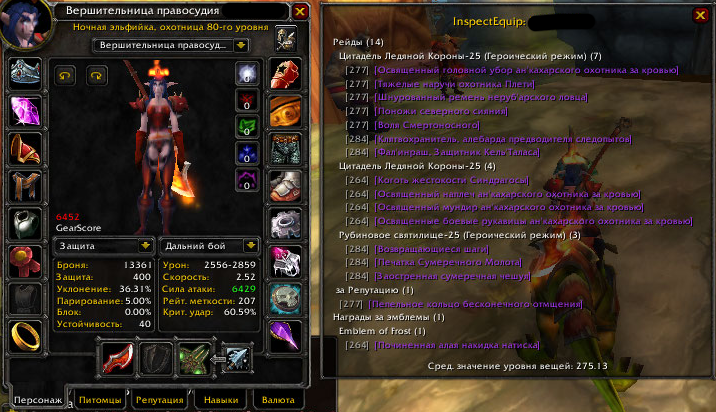 Вершительница правосудия
Ночная эльфийка, охотница 80-го уровня
Вершительница правосуд...
0
0
0
0
0
6452
GearScore
Защита
Дальний бой
Броня: 13361
Защита: 400
Уклонение: 36.31%
Парирование: 5.00%
Блок: 0.00%
Устойчивость: 40
Урон: 2556-2859
Скорость: 2.52
Сила атаки: 6429
Рейт. меткости: 207
Крит. удар: 60.59%
Персонаж
Питомцы
Репутация
Навыки
Валюта
InspectEquip:
Рейды (14)
Цитадель Ледяной Короны-25 (Героический режим) (7)
[277] [Освященный головной убор ан'кахарского охотника за кровью]
[277] [Тяжелые наручи охотника Плети]
[277] [Шнурованный ремень неруб'арского ловца]
[277] [Поножи северного сияния]
[277] [Воля Смертоносного]
[284] [Клятвохранитель, алебарда предводителя следопытов]
[284] [Фал'инраш, Защитник Кель'Таласа]
Цитадель Ледяной Короны-25 (4)
[264] [Коготь жестокости Синдрагосы]
[264] [Освященный наплеч ан'кахарского охотника за кровью]
[264] [Освященный мундир ан'кахарского охотника за кровью]
[264] [Освященные боевые рукавицы ан'кахарского охотника за кровью]
Рубиновое святилище-25 (Героический режим) (3)
[284] [Возвращающиеся шаги]
[284] [Печатка Сумеречного Молота]
[284] [Заостренная сумеречная чешуя]
за Репутацию (1)
[277] [Пепельное кольцо бесконечного отмщения]
Награды за эмблемы (1)
Emblem of Frost (1)
[264] [Починенная алая накидка натиска]
Сред. значение уровня вещей: 275.13